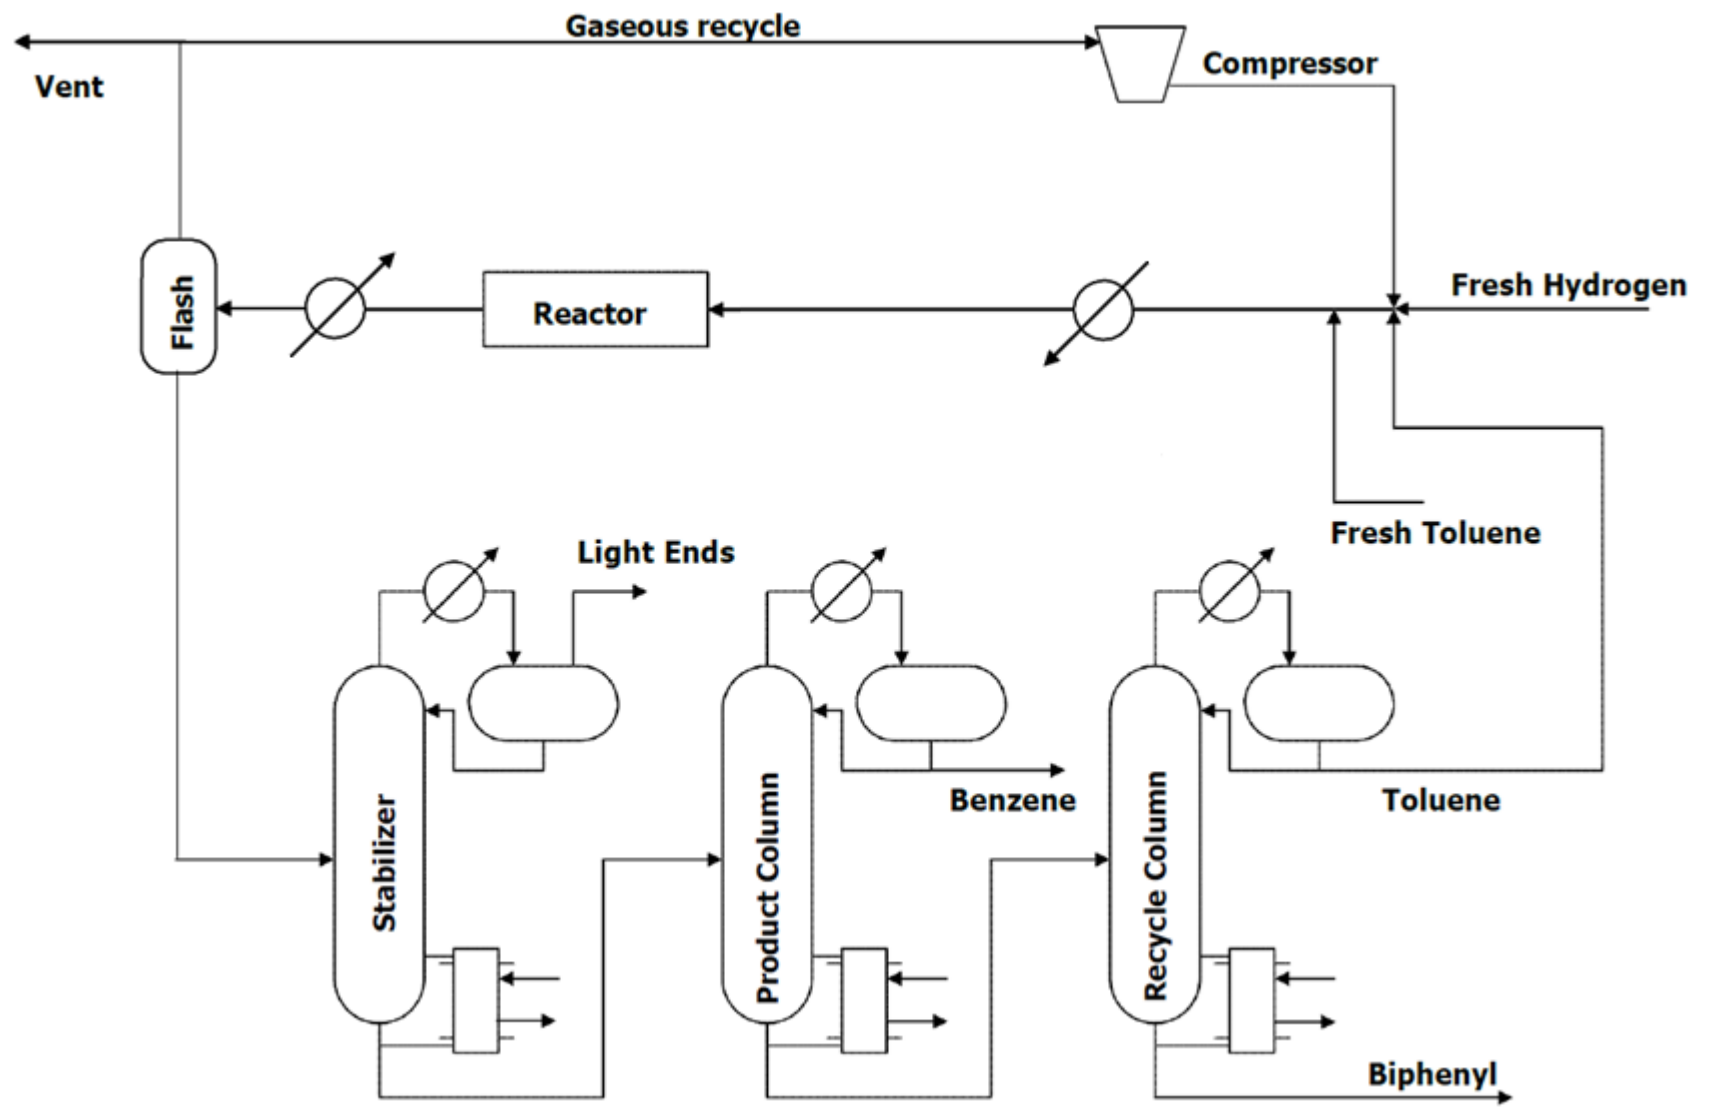 Gaseous recycle
Vent
Compressor
Fresh Hydrogen
Flash
Reactor
Fresh Toluene
Light Ends
Benzene
Toluene
Stabilizer
Product Column
Recycle Column
Biphenyl